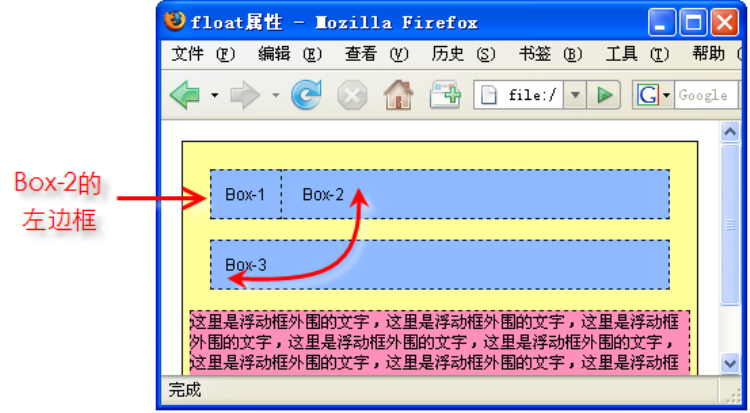 float属性 - Mozilla Firefox
文件 (F) 编辑 (E) 查看 (V) 历史 (S) 书签 (B) 工具 (T) 帮助 (
file:/ G Google
Box-2的
左边框
Box-1 Box-2
Box-3
这里是浮动框外围的文字，这里是浮动框外围的文字，这里是浮动框
外围的文字，这里是浮动框外围的文字，这里是浮动框外围的文字，
这里是浮动框外围的文字，这里是浮动框外围的文字，这里是浮动框
完成